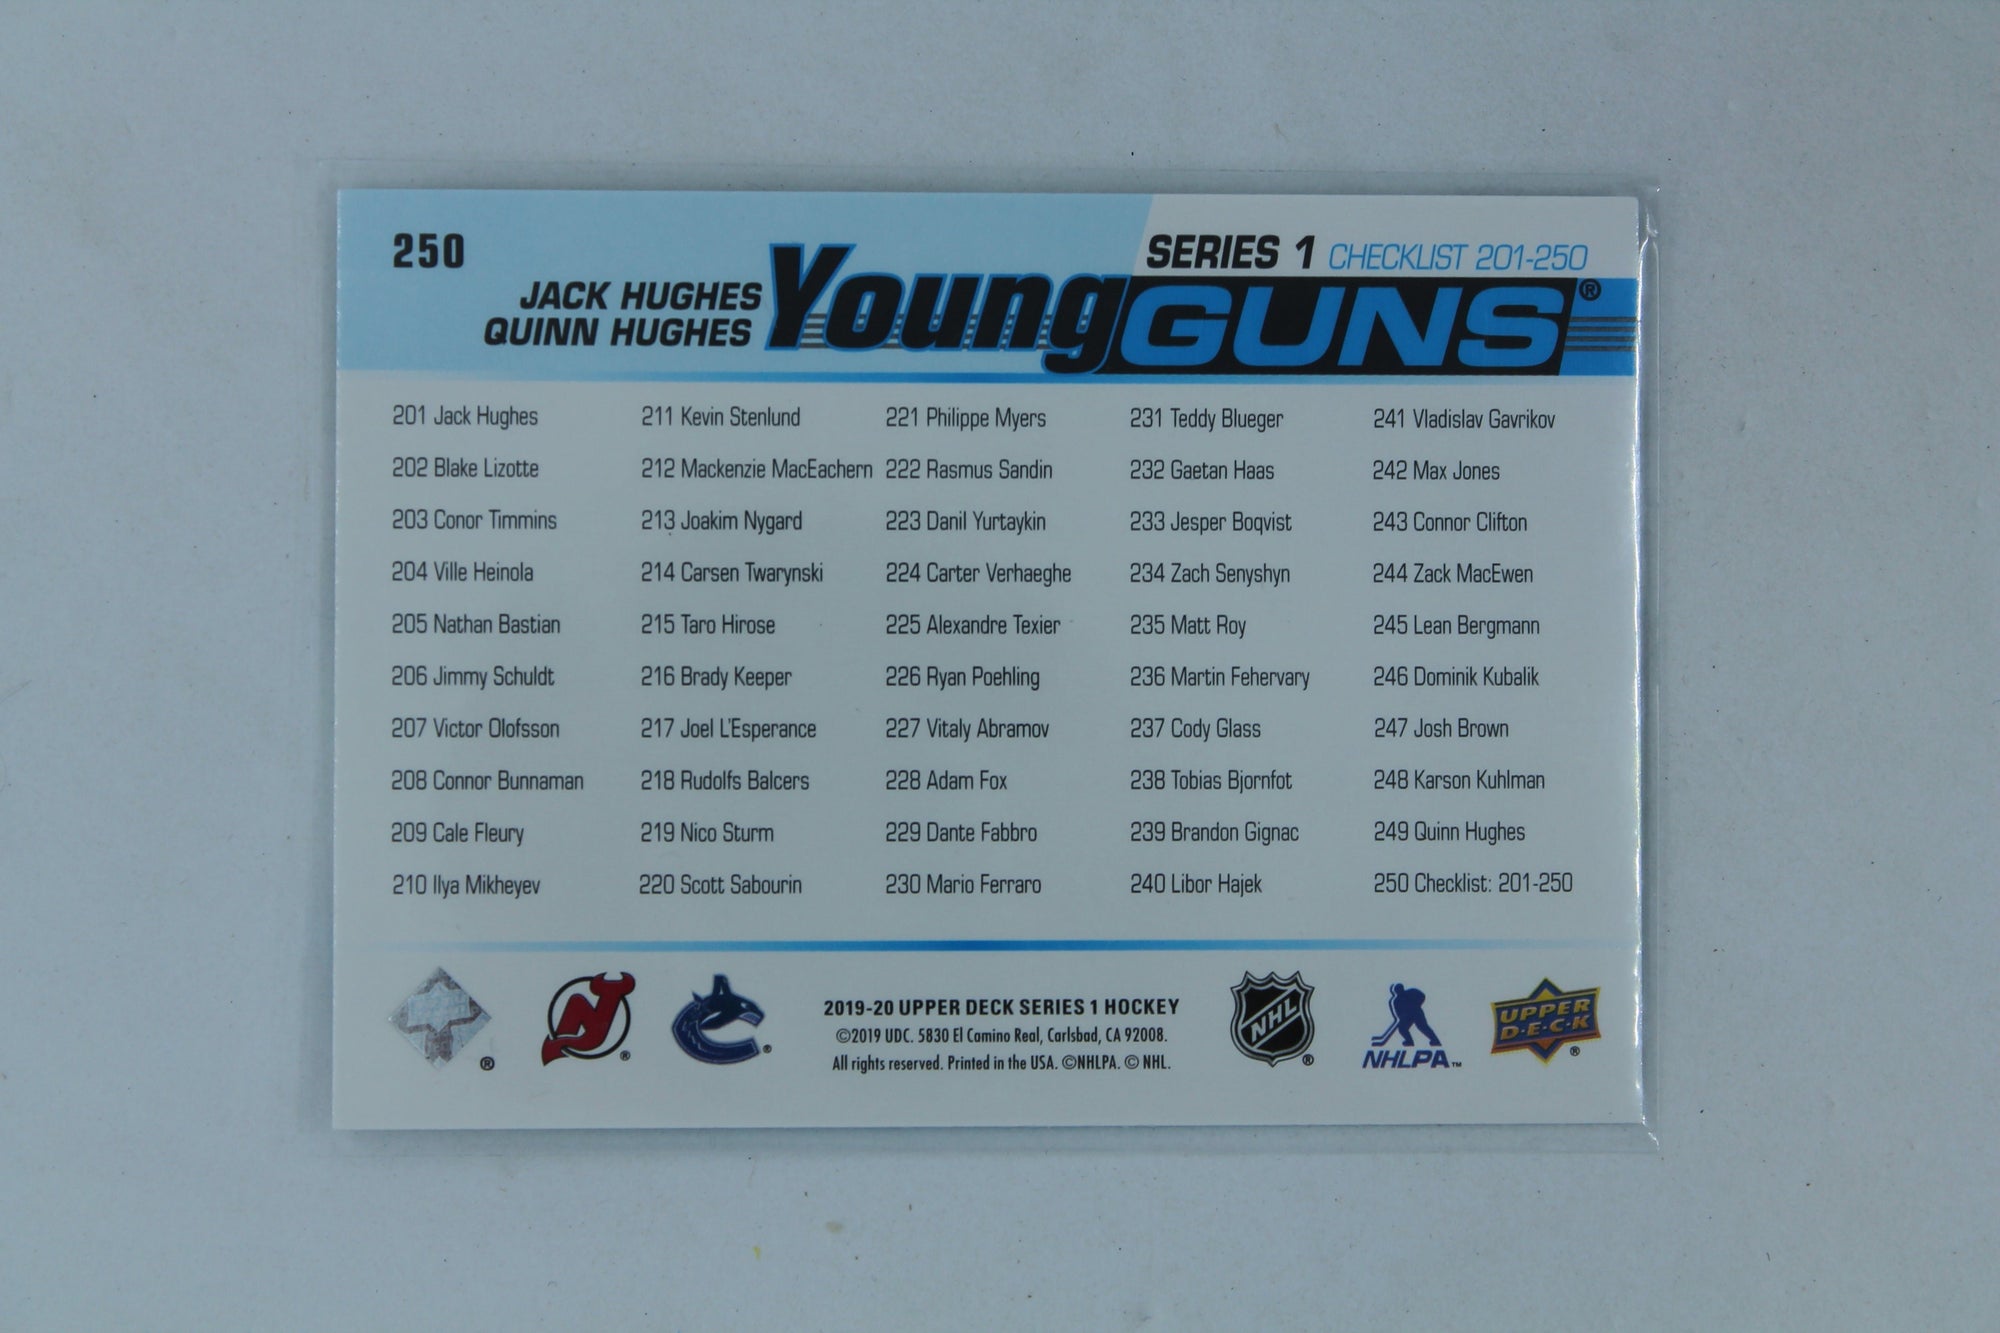 250
SERIES 1 CHECKLIST 201-250
JACK HUGHES
QUINN HUGHES
Young GUNS®
201 Jack Hughes
202 Blake Lizotte
203 Conor Timmins
204 Ville Heinola
205 Nathan Bastian
206 Jimmy Schuldt
207 Victor Olofsson
208 Connor Bunnaman
209 Cale Fleury
210 Ilya Mikheyev
211 Kevin Stenlund
212 Mackenzie MacEachern
213 Joakim Nygard
214 Carsen Twarynski
215 Taro Hirose
216 Brady Keeper
217 Joel L'Esperance
218 Rudolfs Balcers
219 Nico Sturm
220 Scott Sabourin
221 Philippe Myers
222 Rasmus Sandin
223 Danil Yurtaykin
224 Carter Verhaeghe
225 Alexandre Texier
226 Ryan Poehling
227 Vitaly Abramov
228 Adam Fox
229 Dante Fabbro
230 Mario Ferraro
231 Teddy Blueger
232 Gaetan Haas
233 Jesper Boqvist
234 Zach Senyshyn
235 Matt Roy
236 Martin Fehervary
237 Cody Glass
238 Tobias Bjornfot
239 Brandon Gignac
240 Libor Hajek
241 Vladislav Gavrikov
242 Max Jones
243 Connor Clifton
244 Zack MacEwen
245 Lean Bergmann
246 Dominik Kubalik
247 Josh Brown
248 Karson Kuhlman
249 Quinn Hughes
250 Checklist: 201-250
®
NJ ®
®
2019-20 UPPER DECK SERIES 1 HOCKEY
©2019 UDC. 5830 El Camino Real, Carlsbad, CA 92008.
All rights reserved. Printed in the USA. ©NHLPA. © NHL.
NHL ®
NHLPA™
UPPER
D·E·C·K
®